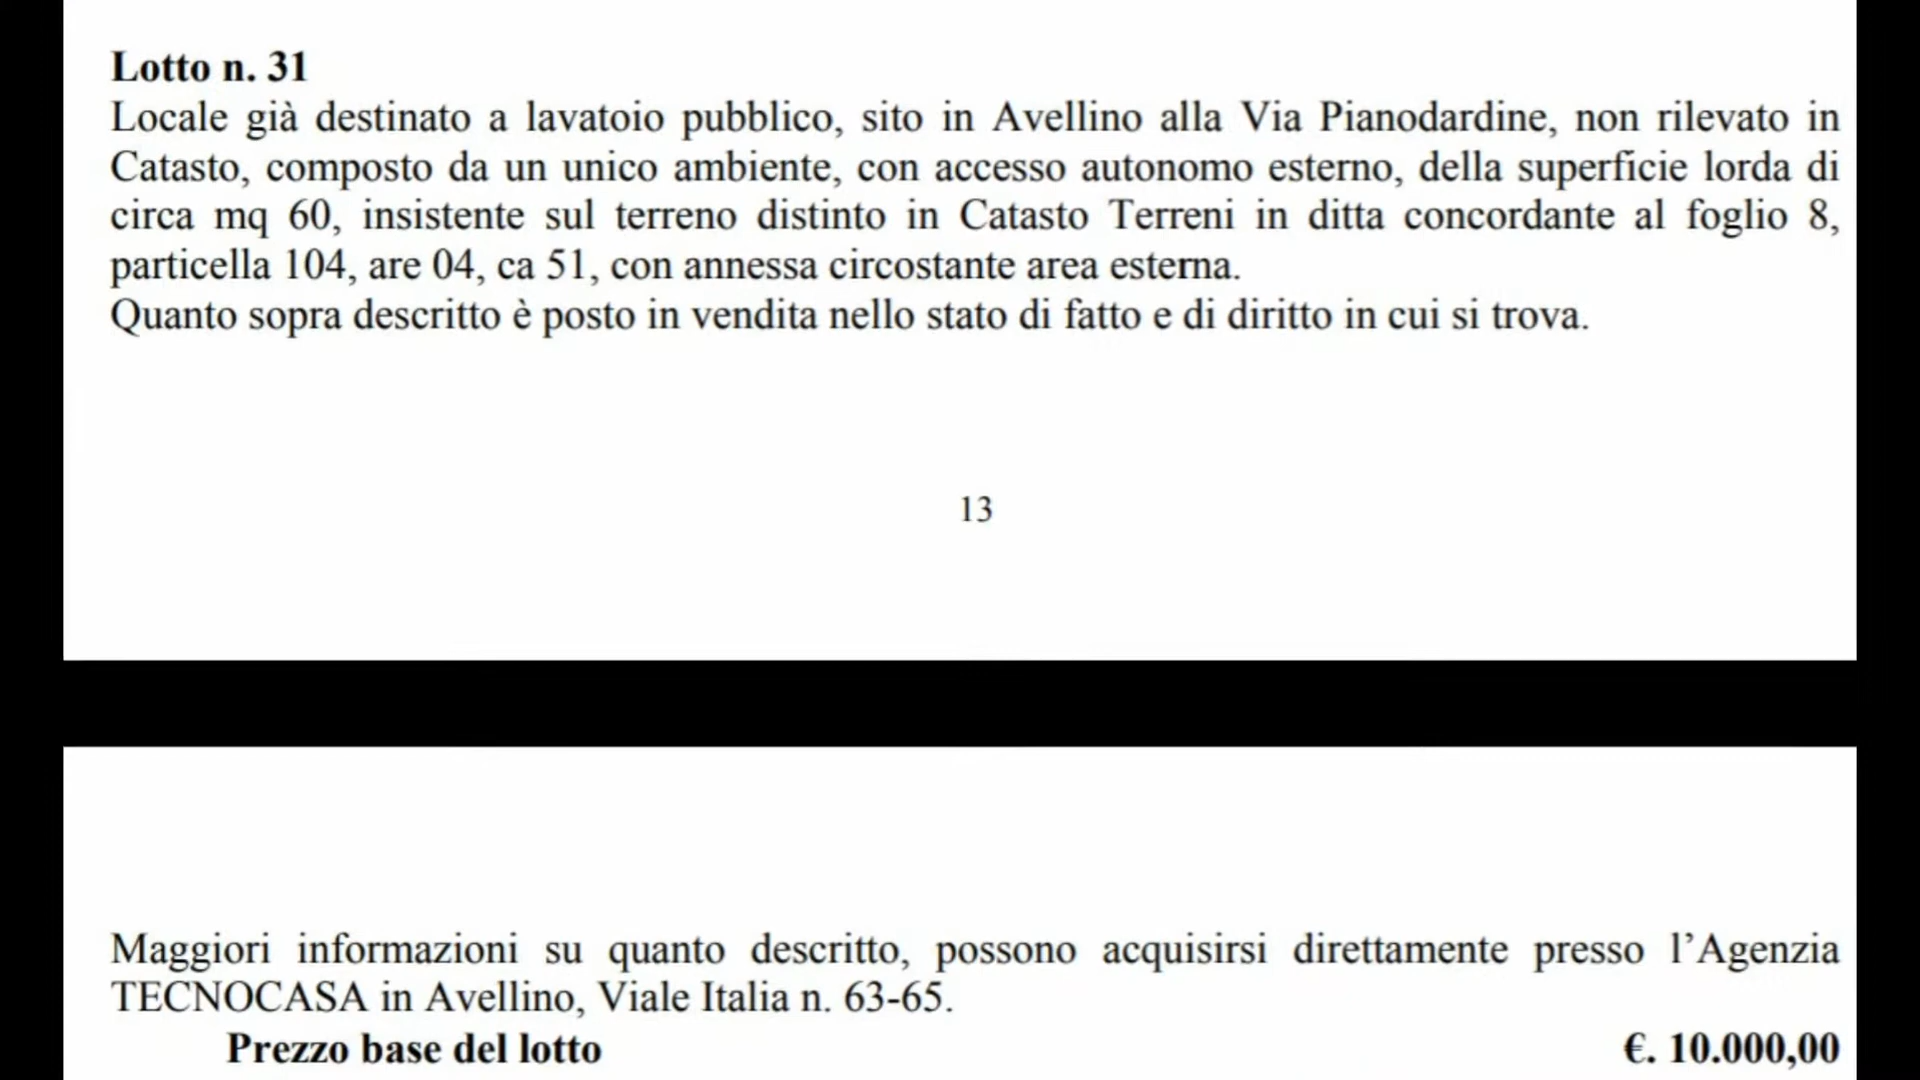 Lotto n. 31
Locale già destinato a lavatoio pubblico, sito in Avellino alla Via Pianodardine, non rilevato in
Catasto, composto da un unico ambiente, con accesso autonomo esterno, della superficie lorda di
circa mq 60, insistente sul terreno distinto in Catasto Terreni in ditta concordante al foglio 8,
particella 104, are 04, ca 51, con annessa circostante area esterna.
Quanto sopra descritto è posto in vendita nello stato di fatto e di diritto in cui si trova.
13
Maggiori informazioni su quanto descritto, possono acquisirsi direttamente presso l’Agenzia
TECNOCASA in Avellino, Viale Italia n. 63-65.
Prezzo base del lotto €. 10.000,00